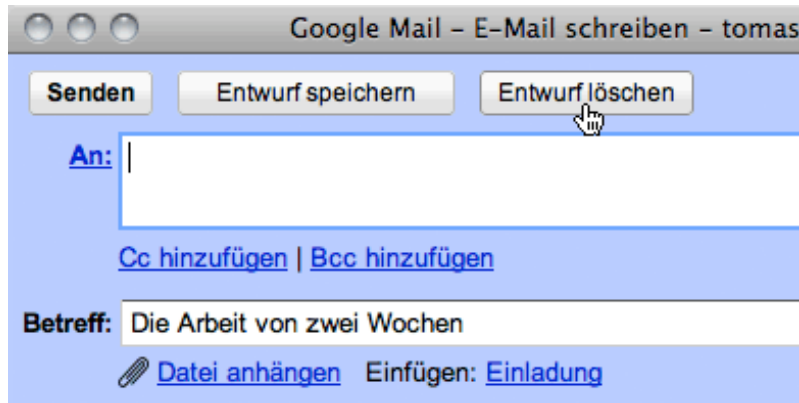 Google Mail – E-Mail schreiben – tomas
Senden Entwurf speichern Entwurf löschen
An:
Cc hinzufügen | Bcc hinzufügen
Betreff: Die Arbeit von zwei Wochen
Datei anhängen Einfügen: Einladung